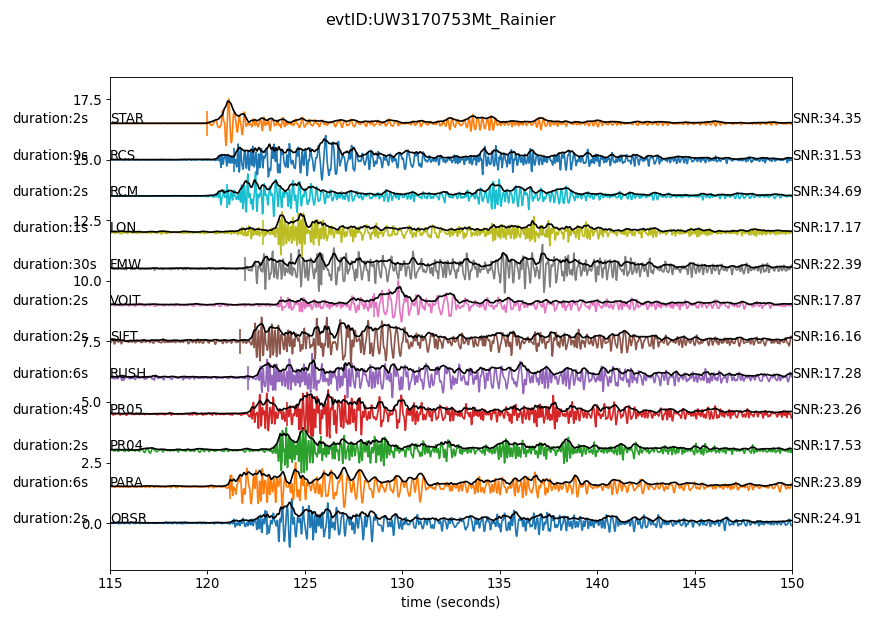 evtID:UW3170753Mt_Rainier
17.5
duration:2s STAR SNR:34.35
duration:9s 15.0 RCS SNR:31.53
duration:2s RCM SNR:34.69
12.5
duration:1s LON SNR:17.17
duration:30s FMW SNR:22.39
10.0
duration:2s VOIT SNR:17.87
duration:2s 7.5 SIFT SNR:16.16
duration:6s RUSH SNR:17.28
5.0
duration:4s PR05 SNR:23.26
duration:2s PR04 SNR:17.53
2.5
duration:6s PARA SNR:23.89
duration:2s 0.0 OBSR SNR:24.91
115 120 125 130 135 140 145 150
time (seconds)